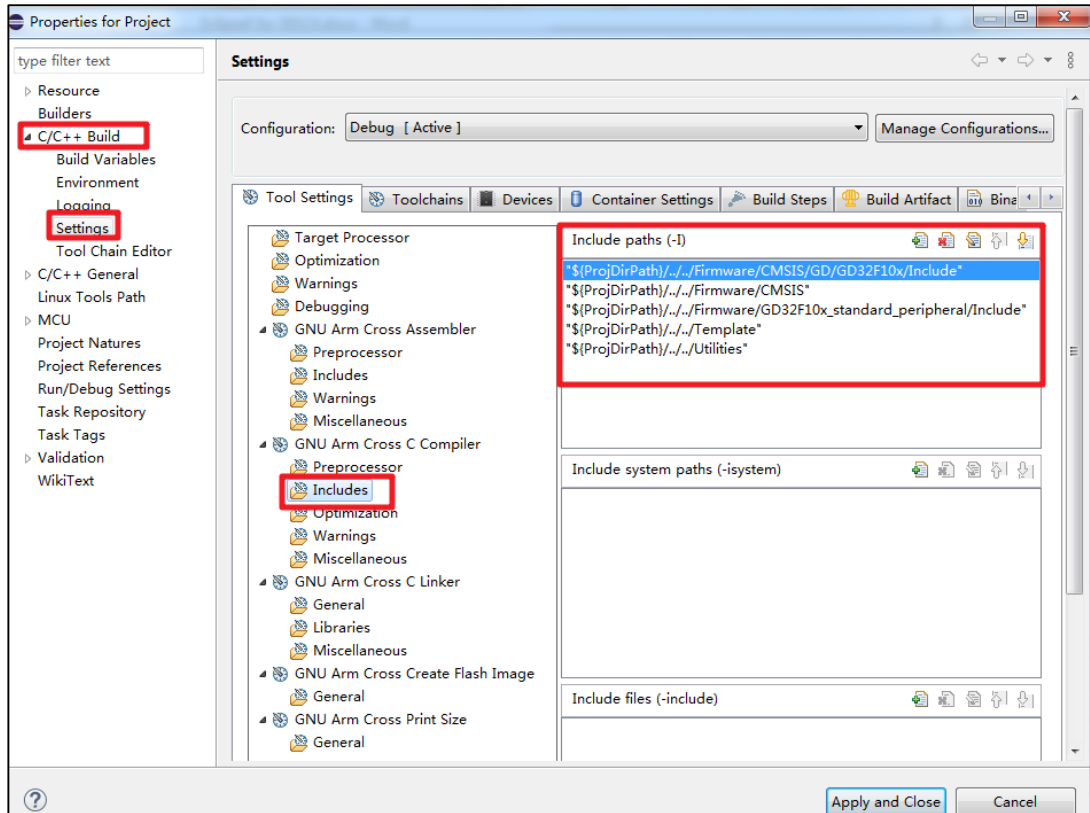 Properties for Project
type filter text
Resource
Builders
C/C++ Build
Build Variables
Environment
Logging
Settings
Tool Chain Editor
C/C++ General
Linux Tools Path
MCU
Project Natures
Project References
Run/Debug Settings
Task Repository
Task Tags
Validation
WikiText
Settings
Configuration: Debug [ Active ] Manage Configurations...
Tool Settings Toolchains Devices Container Settings Build Steps Build Artifact Bina
Target Processor
Optimization
Warnings
Debugging
GNU Arm Cross Assembler
Preprocessor
Includes
Warnings
Miscellaneous
GNU Arm Cross C Compiler
Preprocessor
Includes
Optimization
Warnings
Miscellaneous
GNU Arm Cross C Linker
General
Libraries
Miscellaneous
GNU Arm Cross Create Flash Image
General
GNU Arm Cross Print Size
General
Include paths (-I)
"${ProjDirPath}/../../Firmware/CMSIS/GD/GD32F10x/Include"
"${ProjDirPath}/../../Firmware/CMSIS"
"${ProjDirPath}/../../Firmware/GD32F10x_standard_peripheral/Include"
"${ProjDirPath}/../../Template"
"${ProjDirPath}/../../Utilities"
Include system paths (-isystem)
Include files (-include)
Apply and Close Cancel